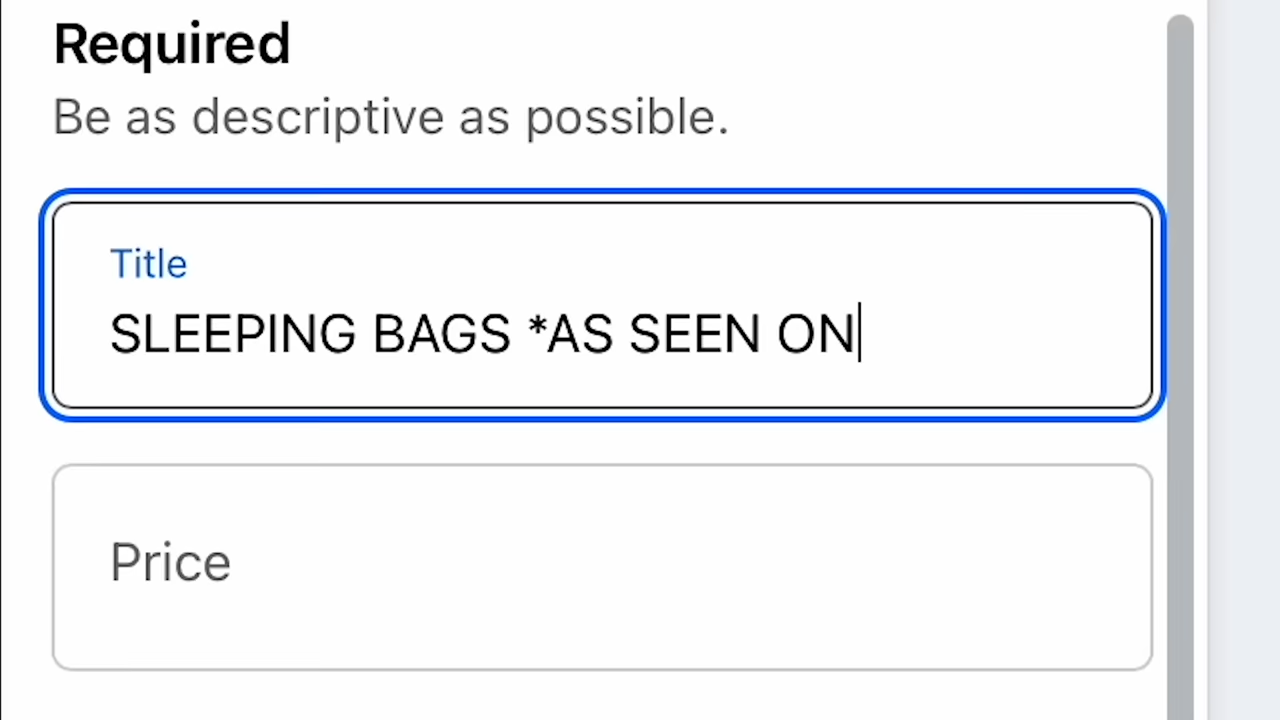 Required
Be as descriptive as possible.
Title
SLEEPING BAGS *AS SEEN ON
Price